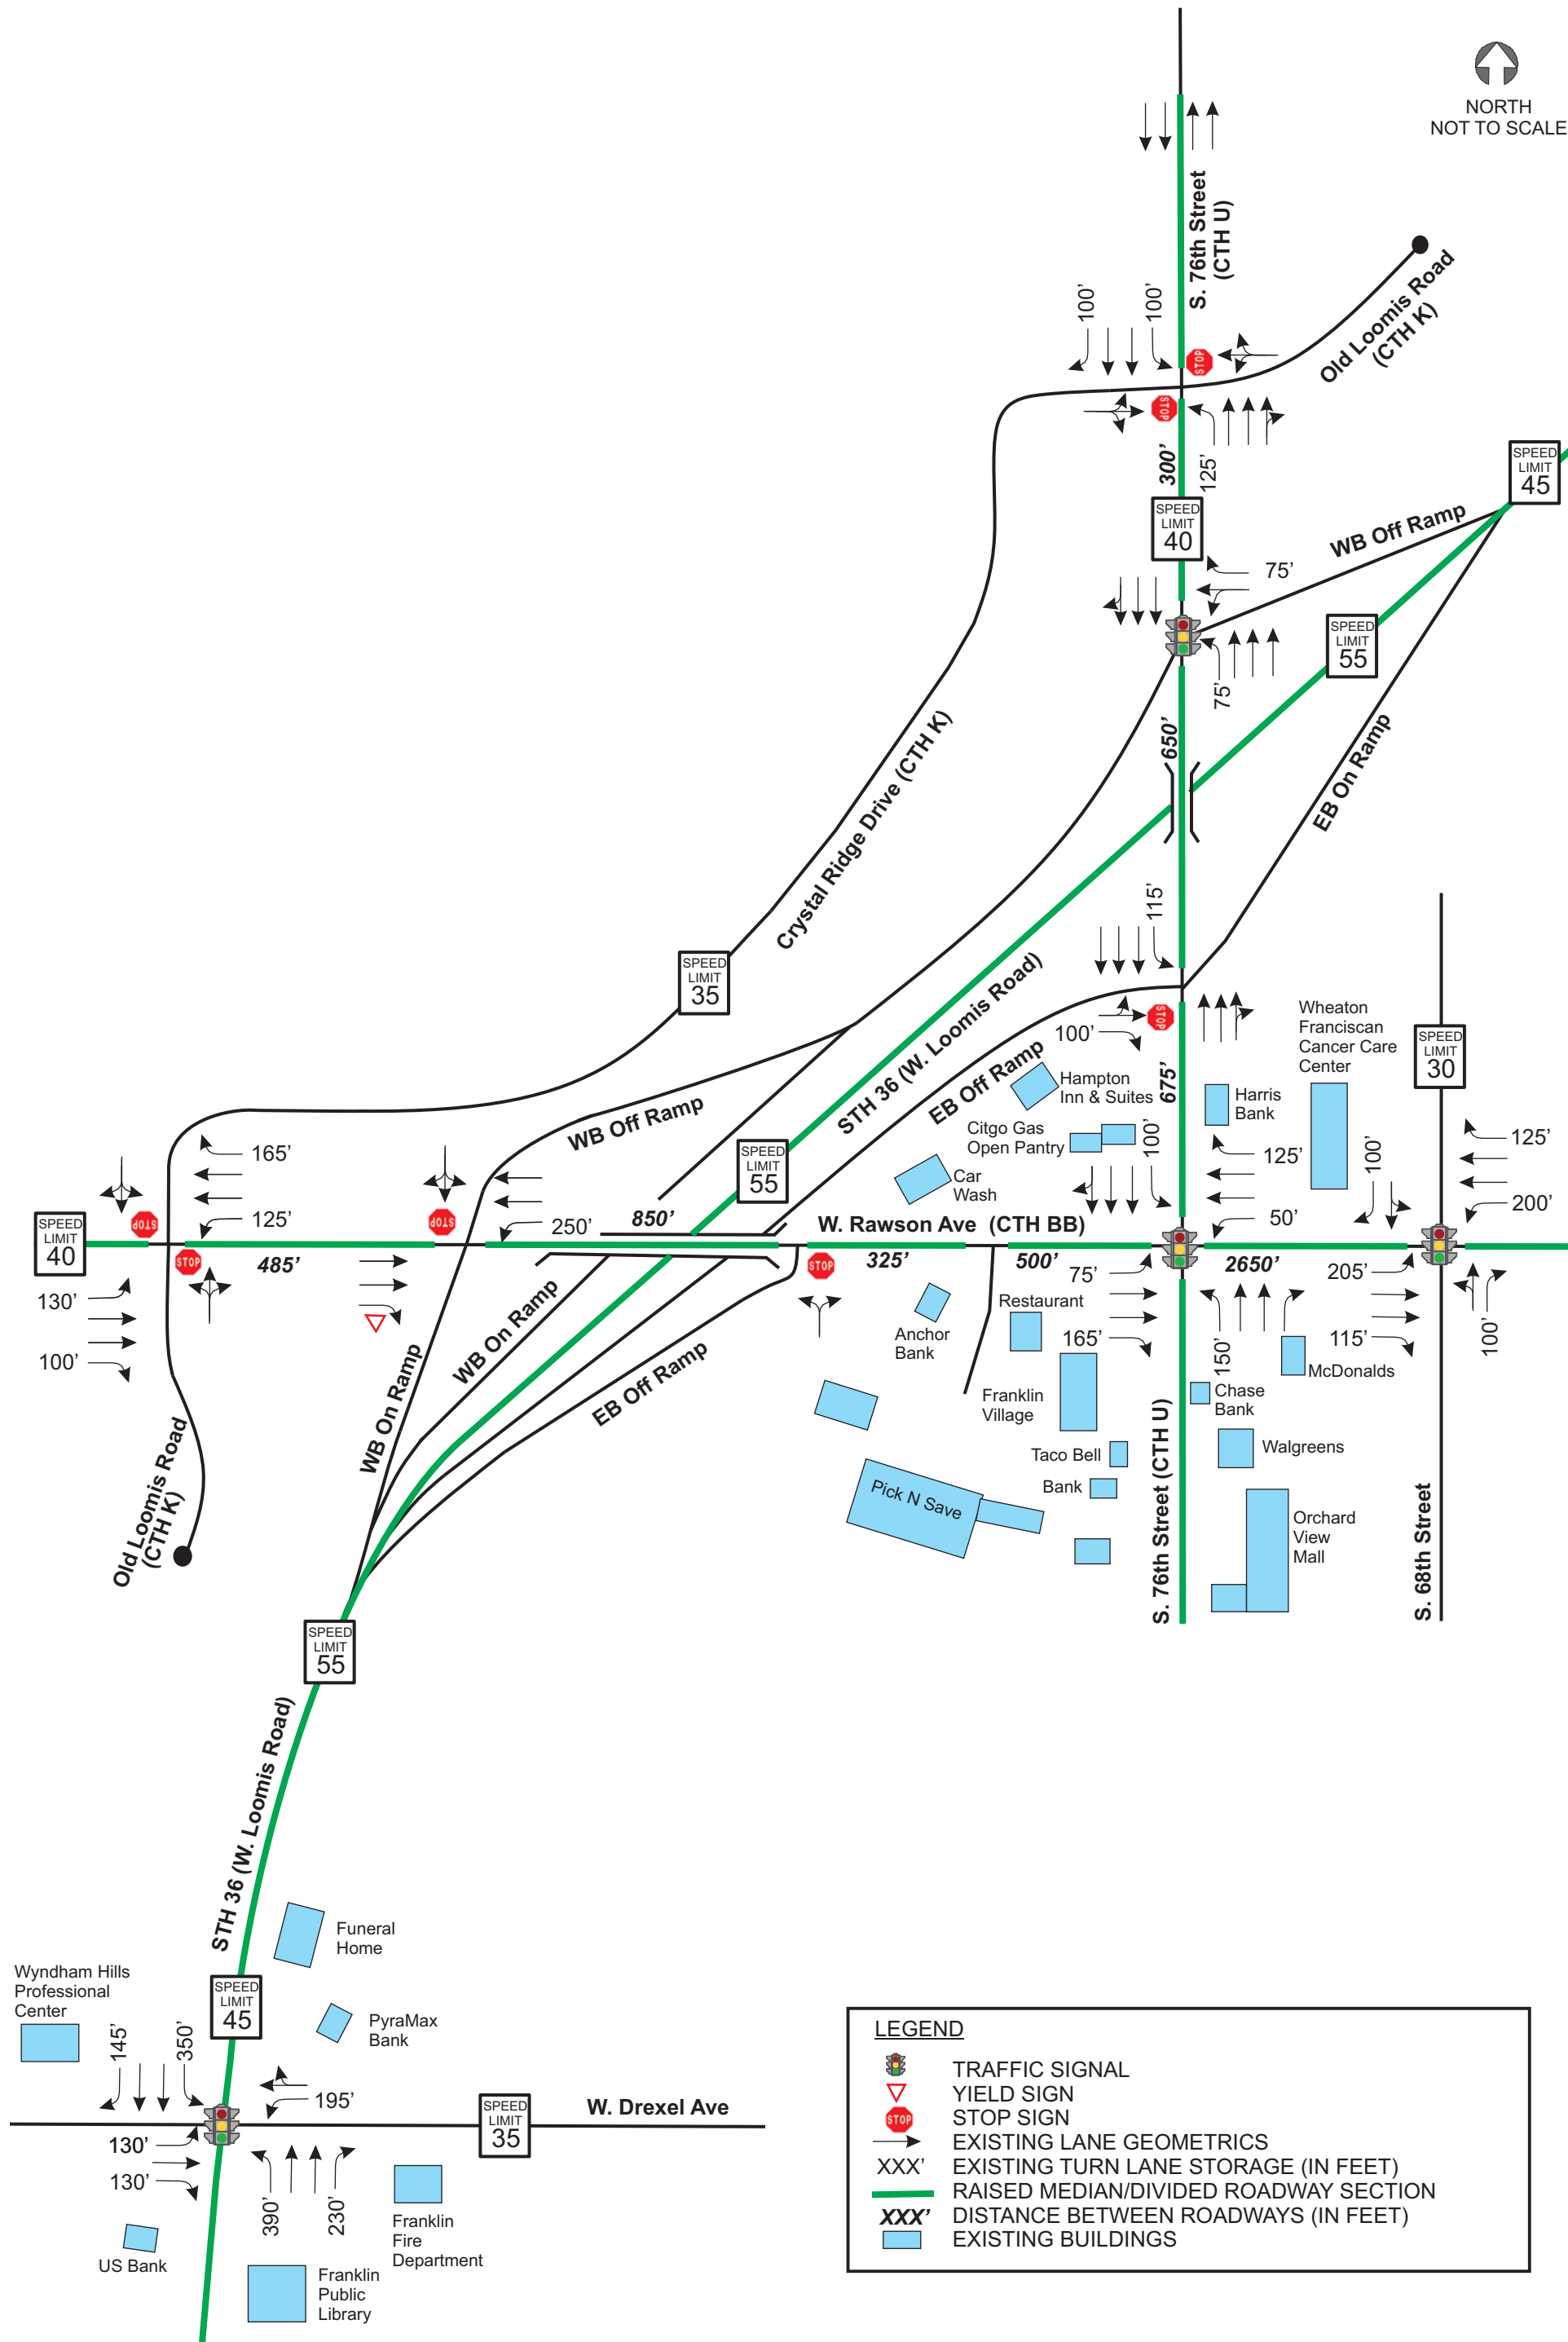 NORTH
NOT TO SCALE
S. 76th Street
(CTH U)
Old Loomis Road
(CTH K)
100'
100'
STOP
STOP
300'
125'
SPEED
LIMIT
45
SPEED
LIMIT
40
WB Off Ramp
75'
SPEED
LIMIT
55
75'
650'
EB On Ramp
Crystal Ridge Drive (CTH K)
115'
SPEED
LIMIT
35
STH 36 (W. Loomis Road)
100'
STOP
EB Off Ramp
675'
Wheaton
Franciscan
Cancer Care
Center
SPEED
LIMIT
30
Hampton
Inn & Suites
Harris
Bank
WB Off Ramp
Citgo Gas
Open Pantry
100'
125'
100'
125'
165'
SPEED
LIMIT
55
Car
Wash
200'
125'
STOP
STOP
250'
850'
W. Rawson Ave  (CTH BB)
50'
SPEED
LIMIT
40
STOP
485'
STOP
325'
500'
75'
2650'
205'
130'
100'
WB On Ramp
Anchor
Bank
Restaurant
165'
150'
115'
100'
McDonalds
EB Off Ramp
WB On Ramp
Franklin
Village
Chase
Bank
Taco Bell
Walgreens
Bank
Pick N Save
S. 76th Street (CTH U)
Orchard
View
Mall
S. 68th Street
Old Loomis Road
(CTH K)
SPEED
LIMIT
55
STH 36 (W. Loomis Road)
Funeral
Home
Wyndham Hills
Professional
Center
SPEED
LIMIT
45
PyraMax
Bank
145'
350'
195'
W. Drexel Ave
SPEED
LIMIT
35
130'
130'
390'
230'
US Bank
Franklin
Fire
Department
Franklin
Public
Library
LEGEND
TRAFFIC SIGNAL
YIELD SIGN
STOP
STOP SIGN
EXISTING LANE GEOMETRICS
XXX'
EXISTING TURN LANE STORAGE (IN FEET)
RAISED MEDIAN/DIVIDED ROADWAY SECTION
XXX'
DISTANCE BETWEEN ROADWAYS (IN FEET)
EXISTING BUILDINGS